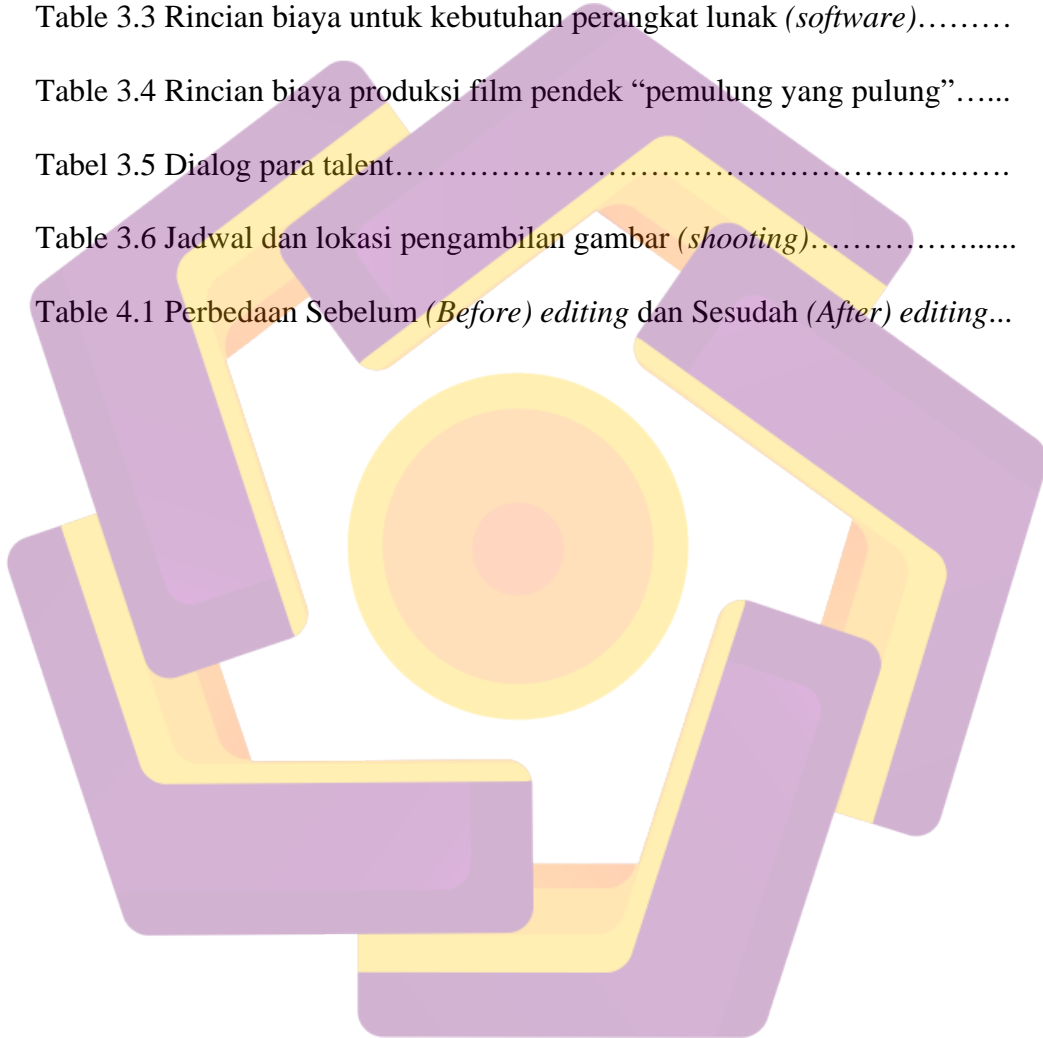 Table 3.3 Rincian biaya untuk kebutuhan perangkat lunak (software)………
Table 3.4 Rincian biaya produksi film pendek “pemulung yang pulung”…...
Tabel 3.5 Dialog para talent……………………………………………….
Table 3.6 Jadwal dan lokasi pengambilan gambar (shooting)……………......
Table 4.1 Perbedaan Sebelum (Before) editing dan Sesudah (After) editing...